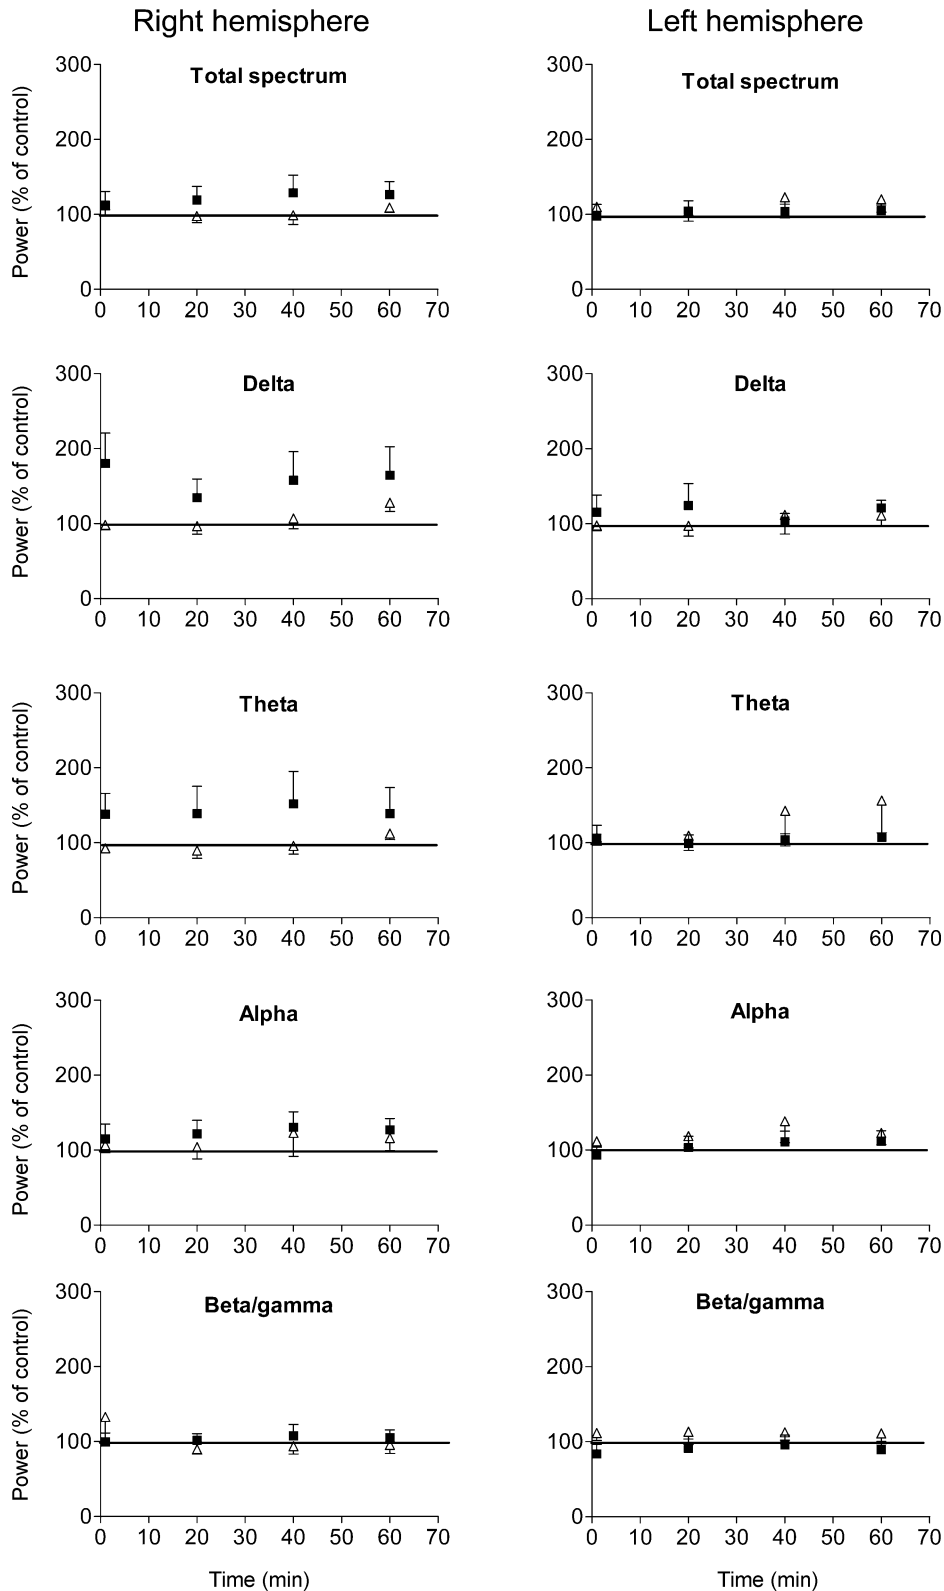 Right hemisphere Left hemisphere
Total spectrum Total spectrum
Power (% of control)
300 300
200 200
100 100
0 0
0 10 20 30 40 50 60 70 0 10 20 30 40 50 60 70
Delta Delta
Power (% of control)
300 300
200 200
100 100
0 0
0 10 20 30 40 50 60 70 0 10 20 30 40 50 60 70
Theta Theta
Power (% of control)
300 300
200 200
100 100
0 0
0 10 20 30 40 50 60 70 0 10 20 30 40 50 60 70
Alpha Alpha
Power (% of control)
300 300
200 200
100 100
0 0
0 10 20 30 40 50 60 70 0 10 20 30 40 50 60 70
Beta/gamma Beta/gamma
Power (% of control)
300 300
200 200
100 100
0 0
0 10 20 30 40 50 60 70 0 10 20 30 40 50 60 70
Time (min) Time (min)